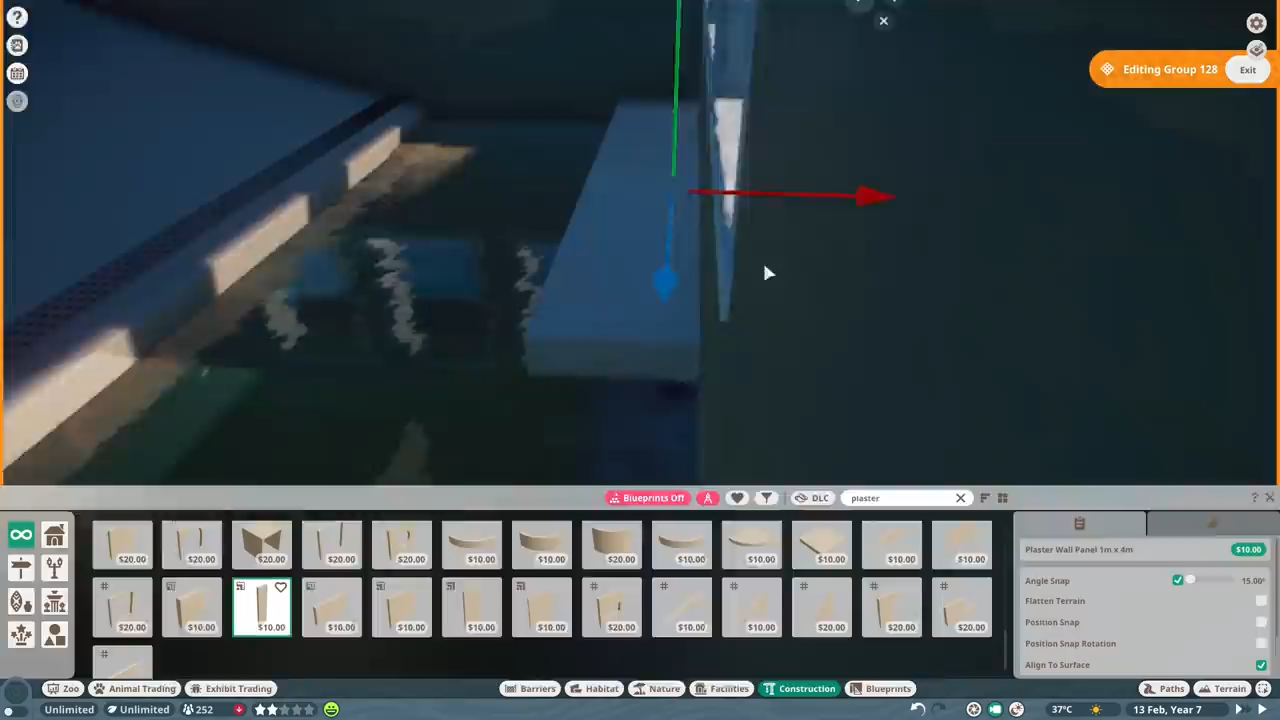 Editing Group 128 Exit
Blueprints Off DLC plaster
$20.00 $20.00 $20.00 $20.00 $20.00 $10.00 $10.00 $20.00 $10.00 $10.00 $20.00 $10.00 $10.00
$20.00 $10.00 $10.00 $10.00 $10.00 $10.00 $10.00 $20.00 $10.00 $10.00 $20.00 $20.00 $20.00
Plaster Wall Panel 1m x 4m $10.00
Angle Snap 15.00°
Flatten Terrain
Position Snap
Position Snap Rotation
Align To Surface
Zoo Animal Trading Exhibit Trading Barriers Habitat Nature Facilities Construction Blueprints Paths Terrain
Unlimited Unlimited 252 37°C 13 Feb, Year 7